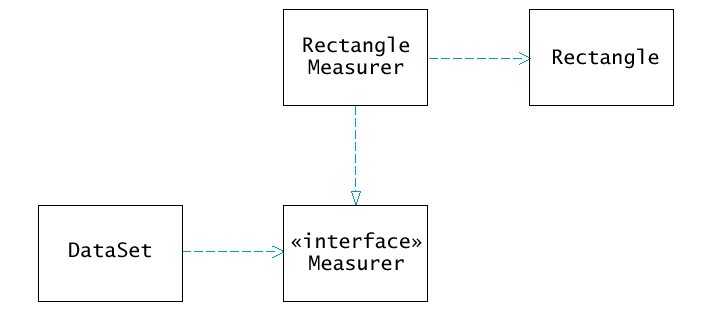 Rectangle
Measurer
Rectangle
DataSet
«interface»
Measurer